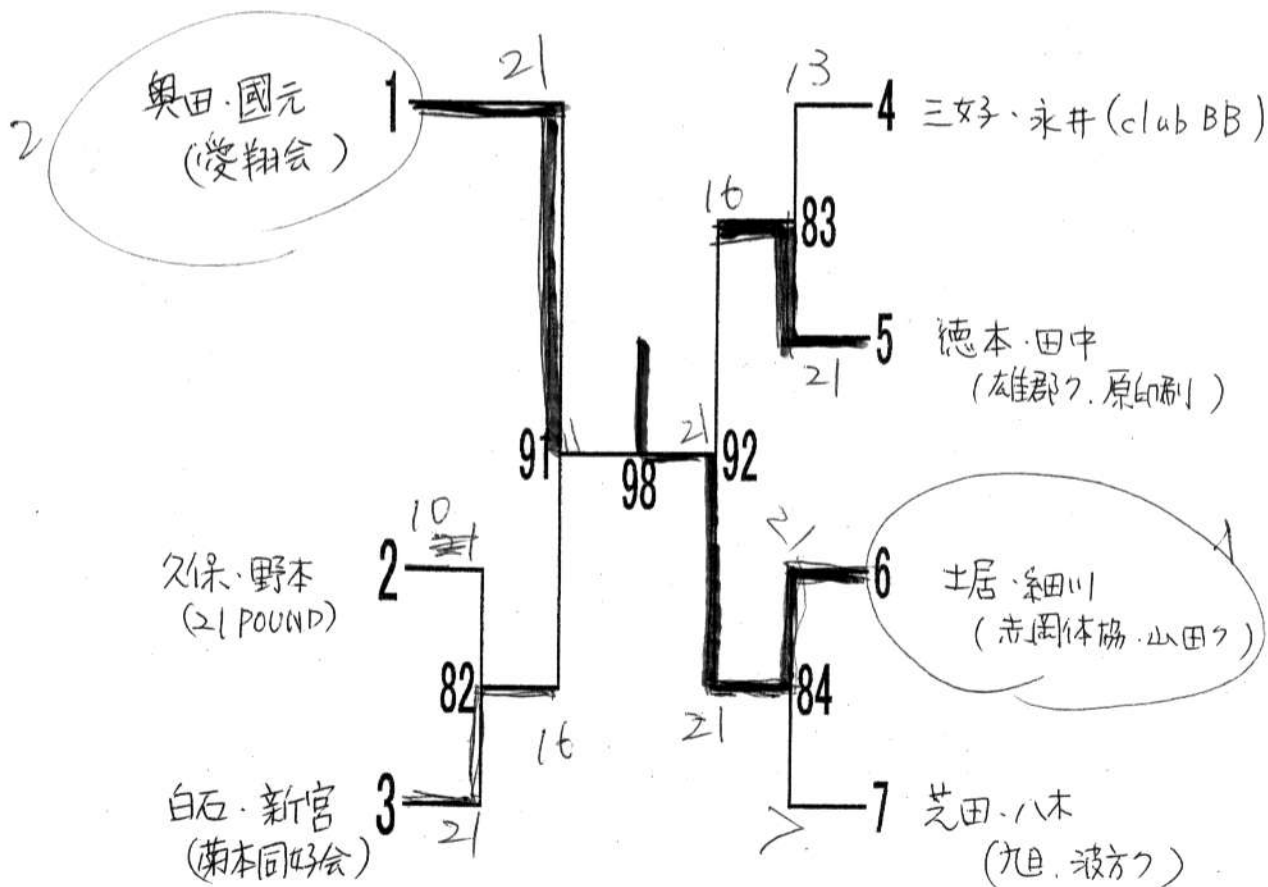 2
奥田・國元
(愛翔会)
1
21
91
11
98
久保・野本
(21 POUND)
2
10
82
16
白石・新宮
(菊本同好会)
3
21
13
4 三好・永井(club BB)
16
83
5 徳本・田中
(雄郡ク.原印刷)
21
21
92
21
6 土居・細川
(赤岡体協・山田ク)
1
84
21
7
7 芝田・八木
(九旦.波方ク)